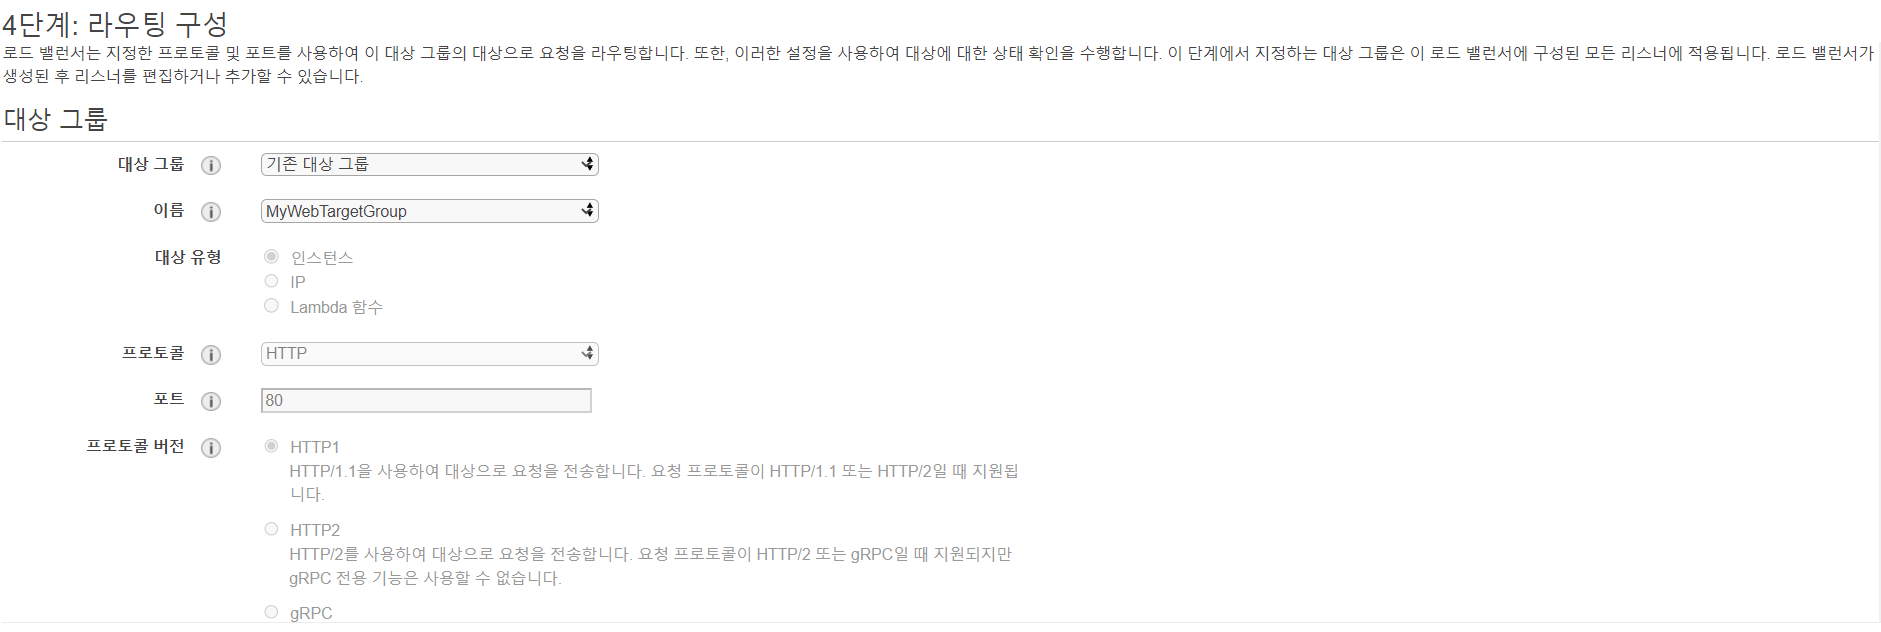 4단계: 라우팅 구성
로드 밸런서는 지정한 프로토콜 및 포트를 사용하여 이 대상 그룹의 대상으로 요청을 라우팅합니다. 또한, 이러한 설정을 사용하여 대상에 대한 상태 확인을 수행합니다. 이 단계에서 지정하는 대상 그룹은 이 로드 밸런서에 구성된 모든 리스너에 적용됩니다. 로드 밸런서가
생성된 후 리스너를 편집하거나 추가할 수 있습니다.
대상 그룹
대상 그룹 i 기존 대상 그룹
이름 i MyWebTargetGroup
대상 유형 인스턴스
IP
Lambda 함수
프로토콜 i HTTP
포트 i 80
프로토콜 버전 i HTTP1
HTTP/1.1을 사용하여 대상으로 요청을 전송합니다. 요청 프로토콜이 HTTP/1.1 또는 HTTP/2일 때 지원됩
니다.
HTTP2
HTTP/2를 사용하여 대상으로 요청을 전송합니다. 요청 프로토콜이 HTTP/2 또는 gRPC일 때 지원되지만
gRPC 전용 기능은 사용할 수 없습니다.
gRPC